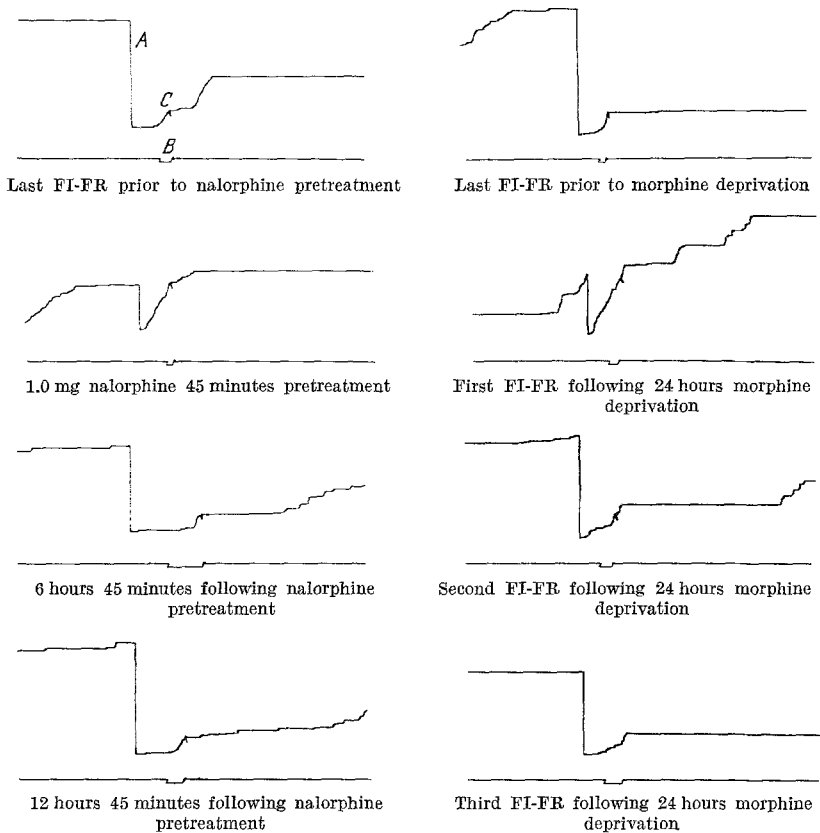 A
C
B
Last FI-FR prior to nalorphine pretreatment
Last FI-FR prior to morphine deprivation
1.0 mg nalorphine 45 minutes pretreatment
First FI-FR following 24 hours morphine
deprivation
6 hours 45 minutes following nalorphine
pretreatment
Second FI-FR following 24 hours morphine
deprivation
12 hours 45 minutes following nalorphine
pretreatment
Third FI-FR following 24 hours morphine
deprivation